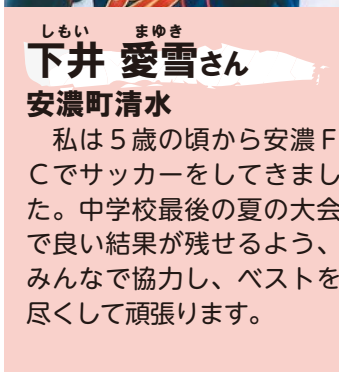 しもい まゆき
下井 愛雪さん
安濃町清水
　私は５歳の頃から安濃Ｆ
Ｃでサッカーをしてきまし
た。中学校最後の夏の大会
で良い結果が残せるよう、
みんなで協力し、ベストを
尽くして頑張ります。